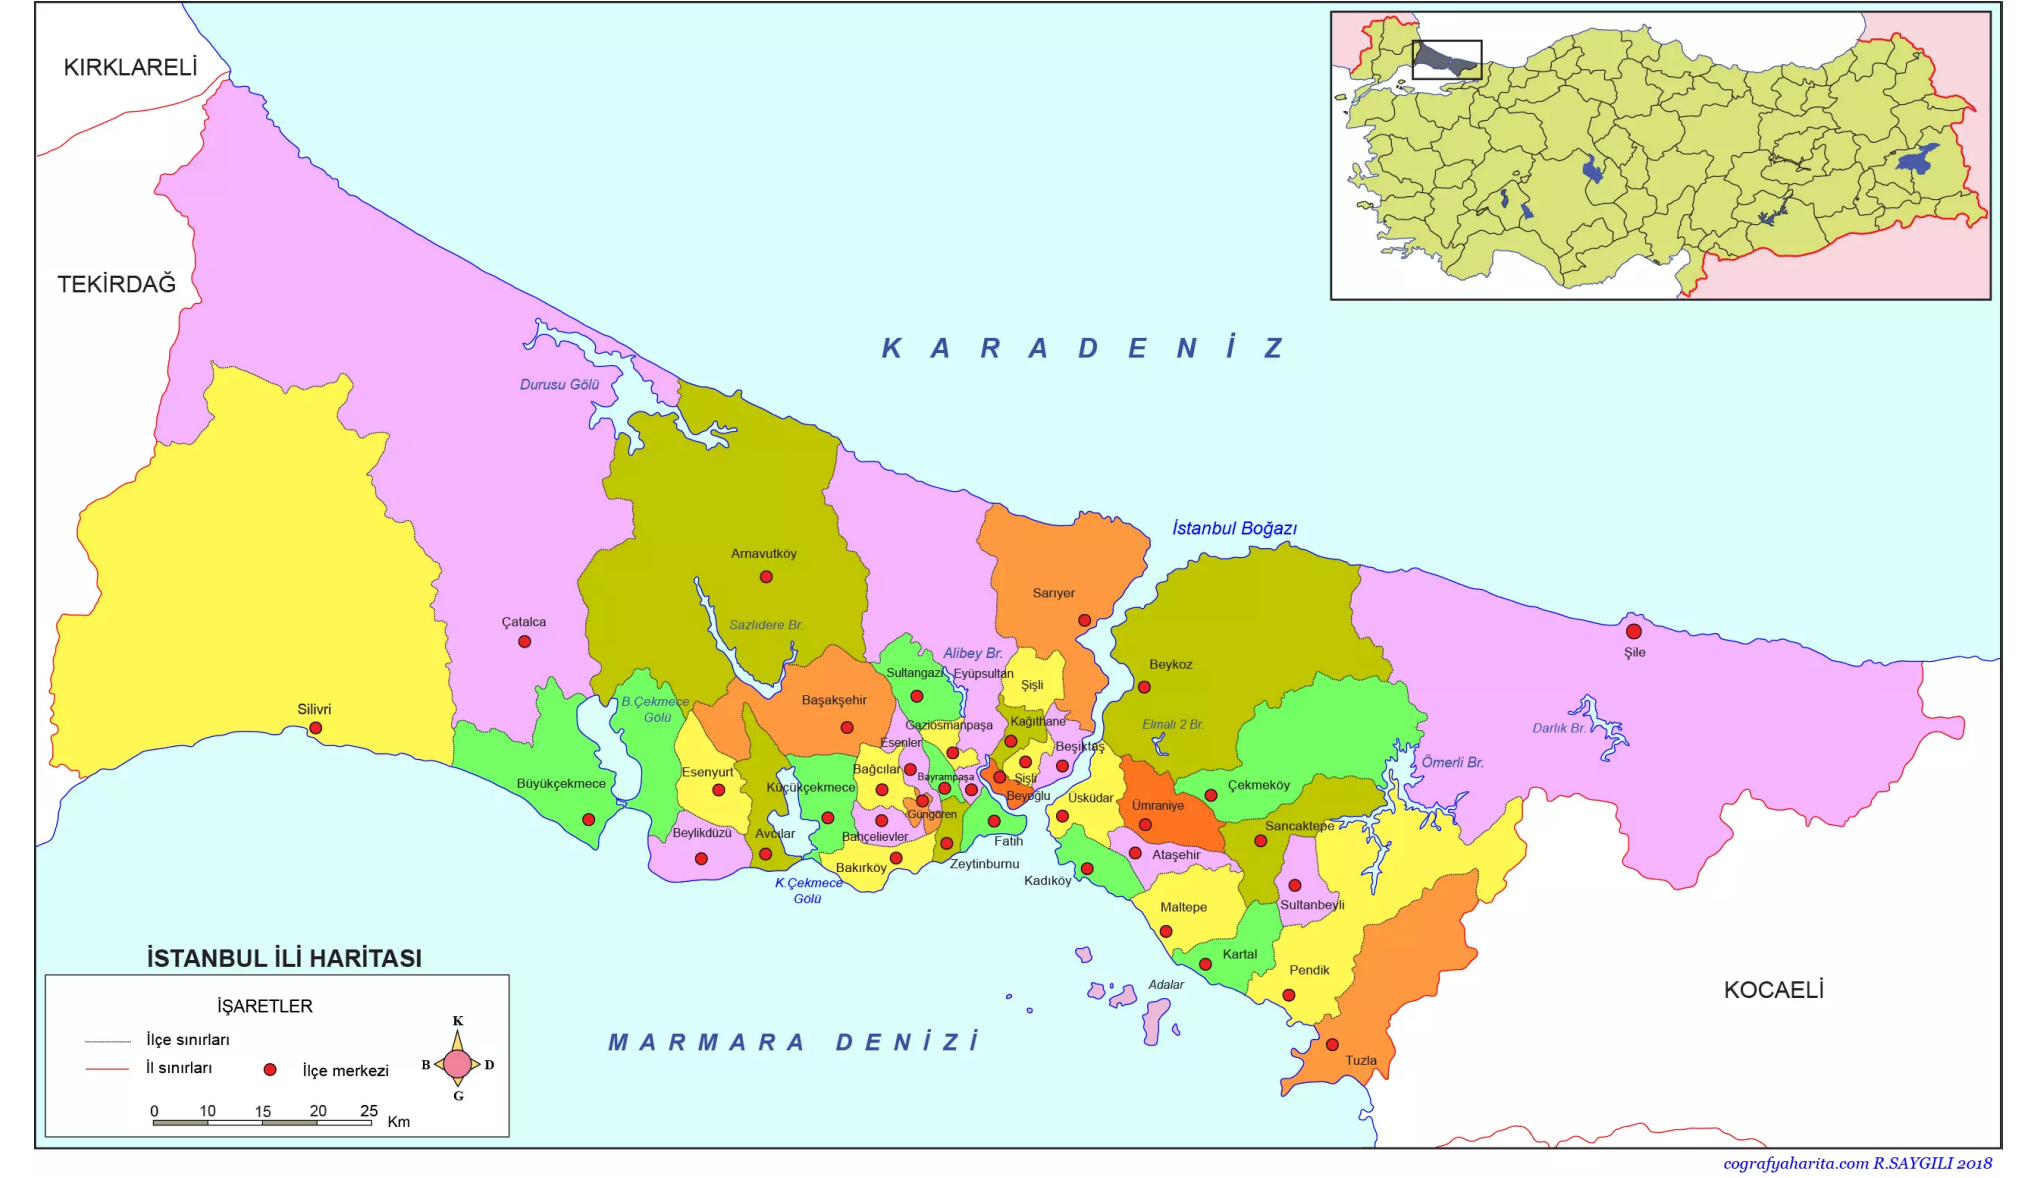 KIRKLARELİ
TEKİRDAĞ
KARADENİZ
Durusu Gölü
İstanbul Boğazı
Arnavutköy
Sarıyer
Çatalca
Sazlıdere Br.
Alibey Br.
Beykoz
Şile
Sultangazi
Eyüpsultan
Şişli
Başakşehir
B.Çekmece
Gölü
Silivri
Gaziosmanpaşa
Kağıthane
Elmalı 2 Br.
Darlık Br.
Esenler
Beşiktaş
Ömerli Br.
Esenyurt
Bağcılar
Bayrampaşa
Şişli
Büyükçekmece
Küçükçekmece
Beyoğlu
Üsküdar
Ümraniye
Çekmeköy
Güngören
Sancaktepe
Beylikdüzü
Avcılar
Bahçelievler
Fatih
Ataşehir
Bakırköy
Zeytinburnu
Kadıköy
K.Çekmece
Gölü
Maltepe
Sultanbeyli
Kartal
Pendik
Adalar
KOCAELİ
MARMARA DENİZİ
Tuzla
İSTANBUL İLİ HARİTASI
İŞARETLER
İlçe sınırları
İl sınırları
İlçe merkezi
K
B D
G
0 10 15 20 25 Km
cografyaharita.com R.SAYGILI 2018